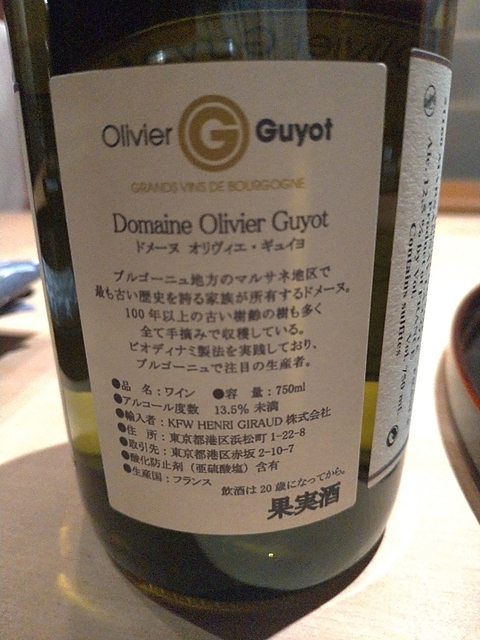 Olivier G Guyot
GRANDS VINS DE BOURGOGNE
Domaine Olivier Guyot
ドメーヌ オリヴィエ・ギュイヨ
ブルゴーニュ地方のマルサネ地区で
最も古い歴史を誇る家族が所有するドメーヌ。
100年以上の古い樹齢の樹も多く
全て手摘みで収穫している。
ビオディナミ製法を実践しており、
ブルゴーニュで注目の生産者。
●品 名:ワイン ●容 量:750ml
●アルコール度数 13.5% 未満
●輸入者:KFW HENRI GIRAUD 株式会社
●住 所:東京都港区浜松町1-22-8
●取引先:東京都港区赤坂2-10-7
●酸化防止剤(亜硫酸塩)含有
●生産国:フランス
飲酒は20歳になってから。
果実酒
Contains sulfites
750 ml